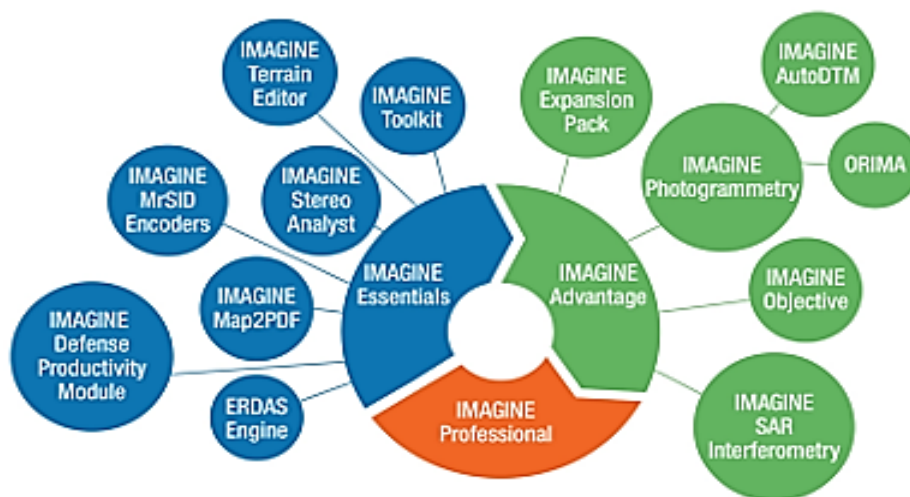 IMAGINE
Terrain
Editor
IMAGINE
Toolkit
IMAGINE
Expansion
Pack
IMAGINE
AutoDTM
IMAGINE
MrSID
Encoders
IMAGINE
Stereo
Analyst
IMAGINE
Photogrammetry
ORIMA
IMAGINE
Essentials
IMAGINE
Advantage
IMAGINE
Objective
IMAGINE
Map2PDF
IMAGINE
Defense
Productivity
Module
ERDAS
Engine
IMAGINE
Professional
IMAGINE
SAR
Interferometry